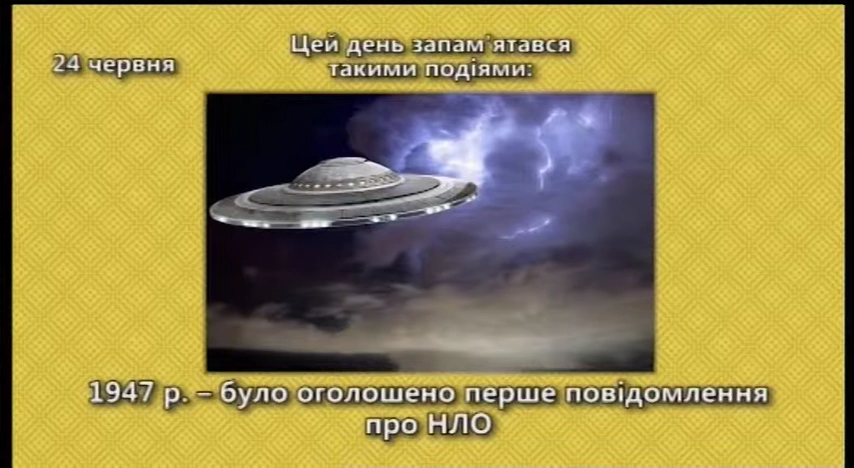 24 червня
Цей день запам'ятався
такими подіями:
1947 р. – було оголошено перше повідомлення
про НЛО